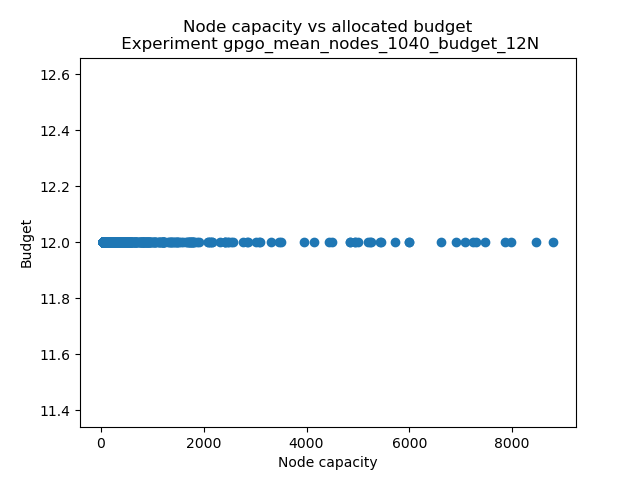 Node capacity vs allocated budget
Experiment gpgo_mean_nodes_1040_budget_12N
12.6
12.4
12.2
12.0
11.8
11.6
11.4
Budget
0 2000 4000 6000 8000
Node capacity